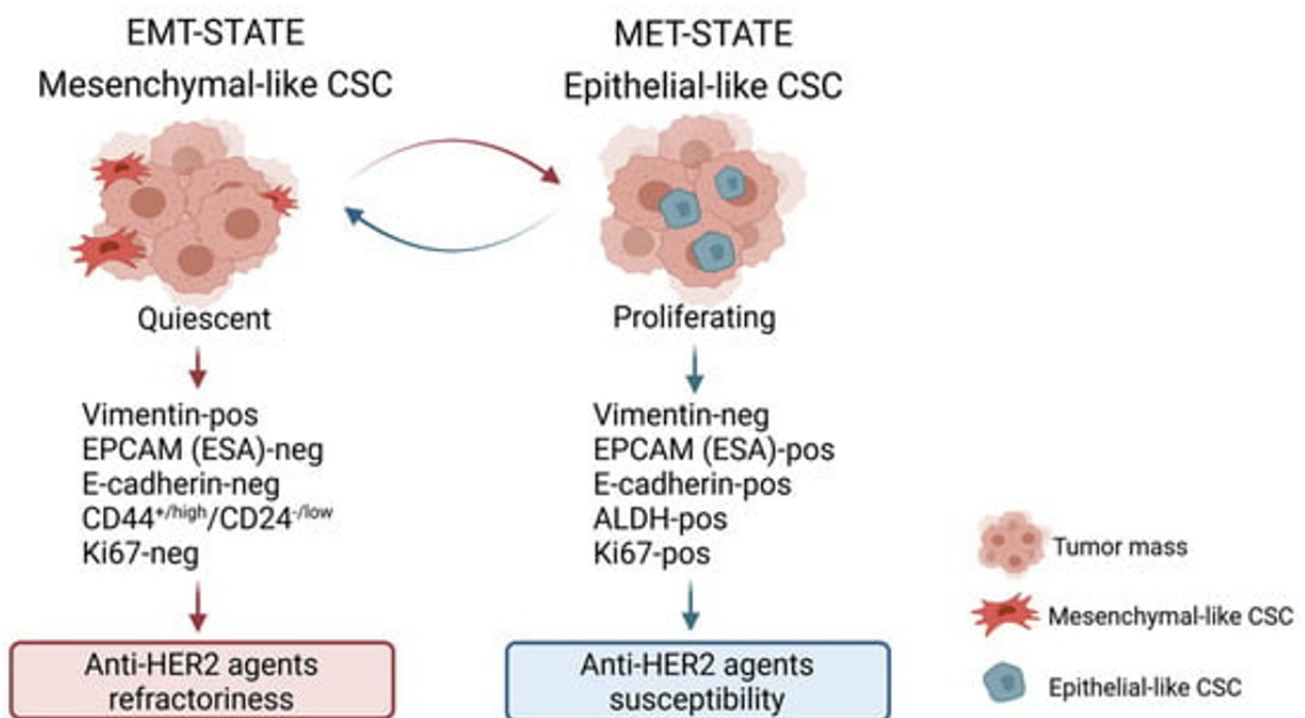 EMT-STATE
Mesenchymal-like CSC
Quiescent
Vimentin-pos
EPCAM (ESA)-neg
E-cadherin-neg
CD44+/high/CD24-/low
Ki67-neg
Anti-HER2 agents
refractoriness
MET-STATE
Epithelial-like CSC
Proliferating
Vimentin-neg
EPCAM (ESA)-pos
E-cadherin-pos
ALDH-pos
Ki67-pos
Anti-HER2 agents
susceptibility
Tumor mass
Mesenchymal-like CSC
Epithelial-like CSC